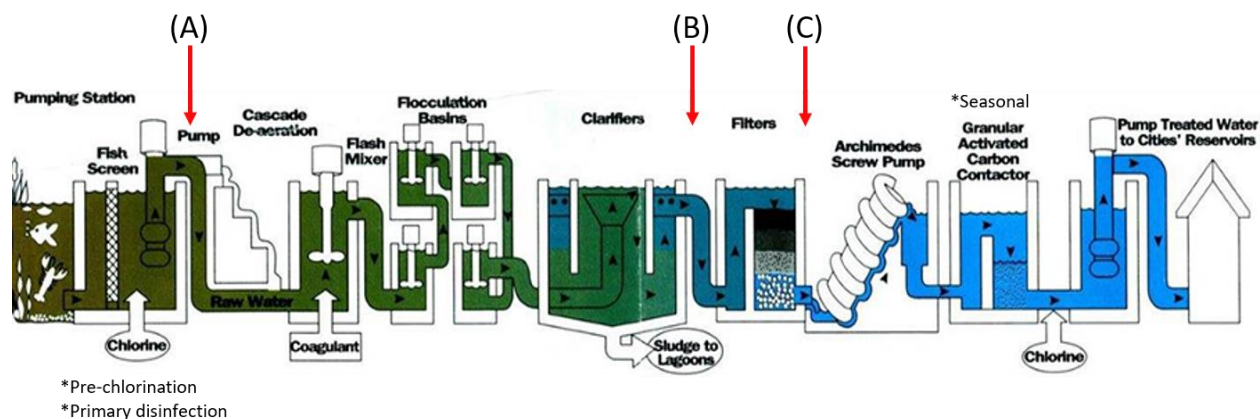 (A)
(B)
(C)
Pumping Station
Fish
Screen
Pump
Cascade
De-aeration
Flash
Mixer
Flocculation
Basins
Clarifiers
Filters
Archimedes
Screw Pump
*Seasonal
Granular
Activated
Carbon
Contactor
Pump Treated Water
to Cities' Reservoirs
Raw Water
Chlorine
Coagulant
Sludge to
Lagoons
Chlorine
*Pre-chlorination
*Primary disinfection